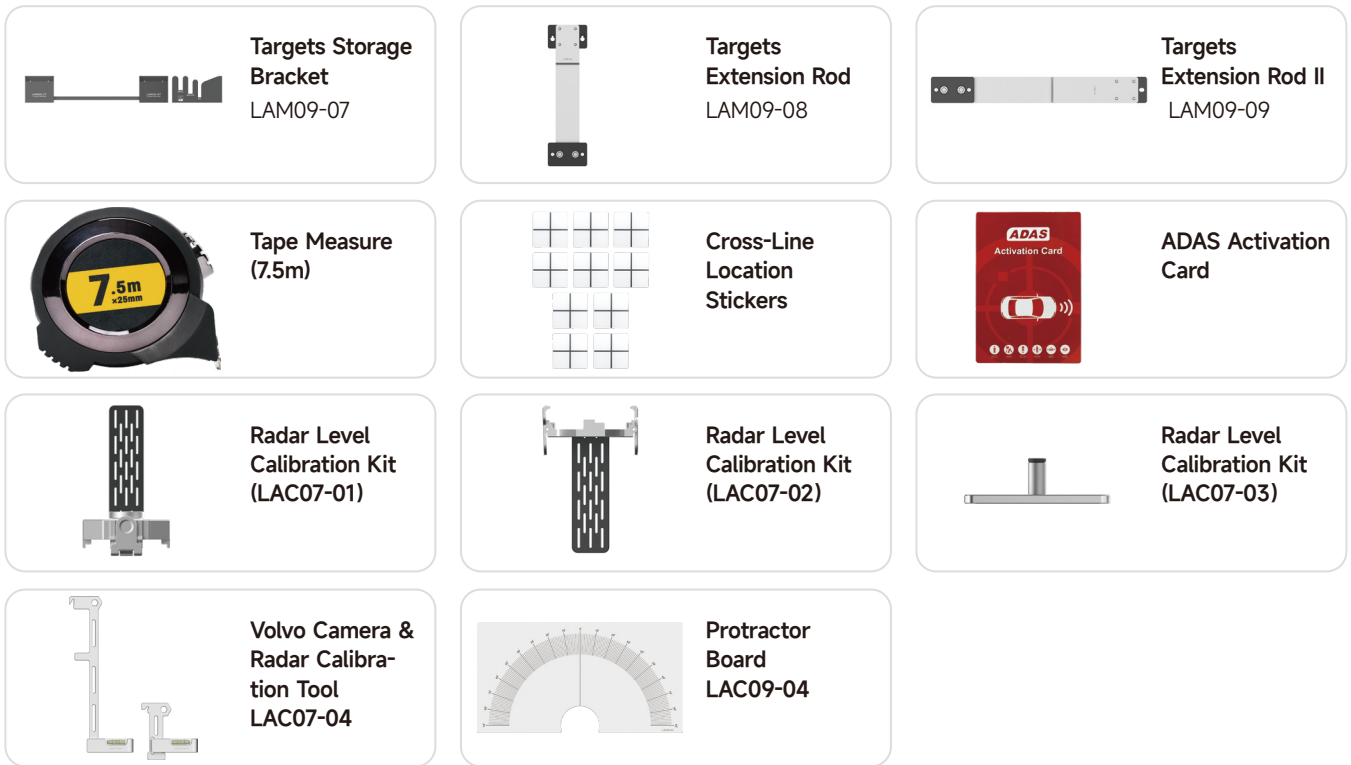 Targets Storage
Bracket
LAM09-07
Targets
Extension Rod
LAM09-08
Targets
Extension Rod II
LAM09-09
7.5m
×25mm
Tape Measure
(7.5m)
Cross-Line
Location
Stickers
ADAS
Activation Card
ADAS Activation
Card
Radar Level
Calibration Kit
(LAC07-01)
Radar Level
Calibration Kit
(LAC07-02)
Radar Level
Calibration Kit
(LAC07-03)
Volvo Camera &
Radar Calibra-
tion Tool
LAC07-04
Protractor
Board
LAC09-04